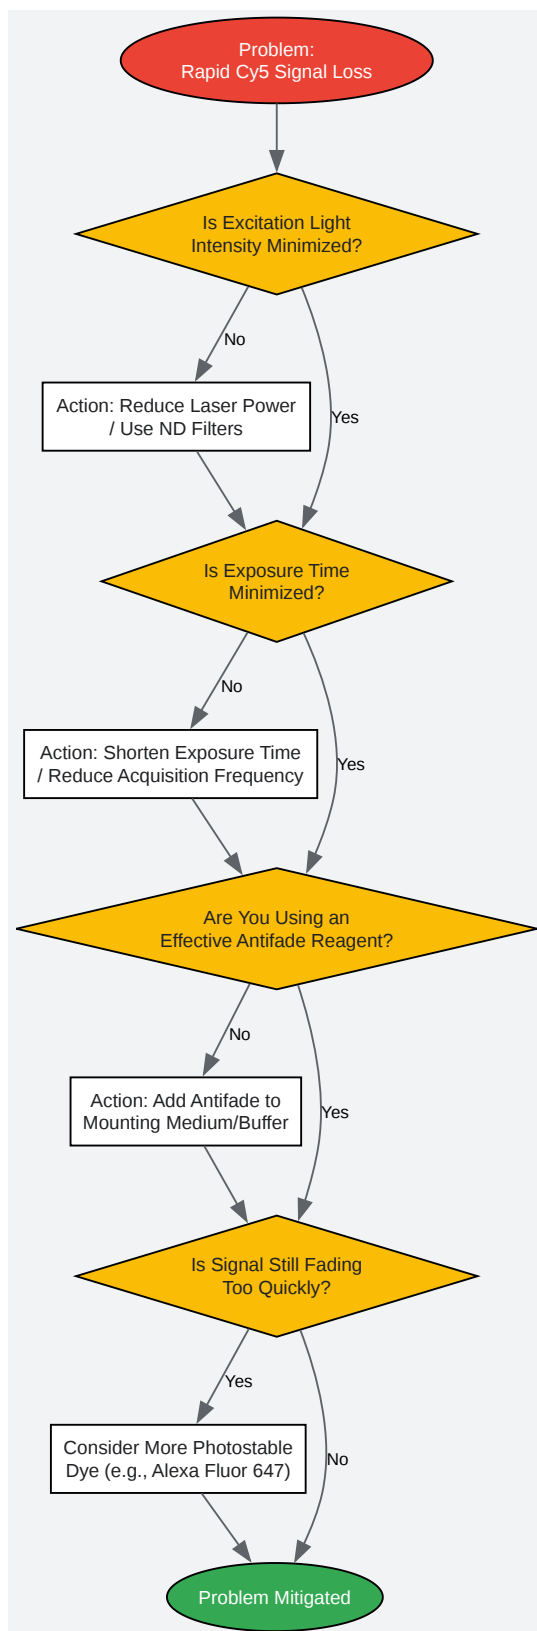 Problem:
Rapid Cy5 Signal Loss
Is Excitation Light
Intensity Minimized?
No
Yes
Action: Reduce Laser Power
/ Use ND Filters
Is Exposure Time
Minimized?
No
Yes
Action: Shorten Exposure Time
/ Reduce Acquisition Frequency
Are You Using an
Effective Antifade Reagent?
No
Yes
Action: Add Antifade to
Mounting Medium/Buffer
Is Signal Still Fading
Too Quickly?
Yes
No
Consider More Photostable
Dye (e.g., Alexa Fluor 647)
Problem Mitigated